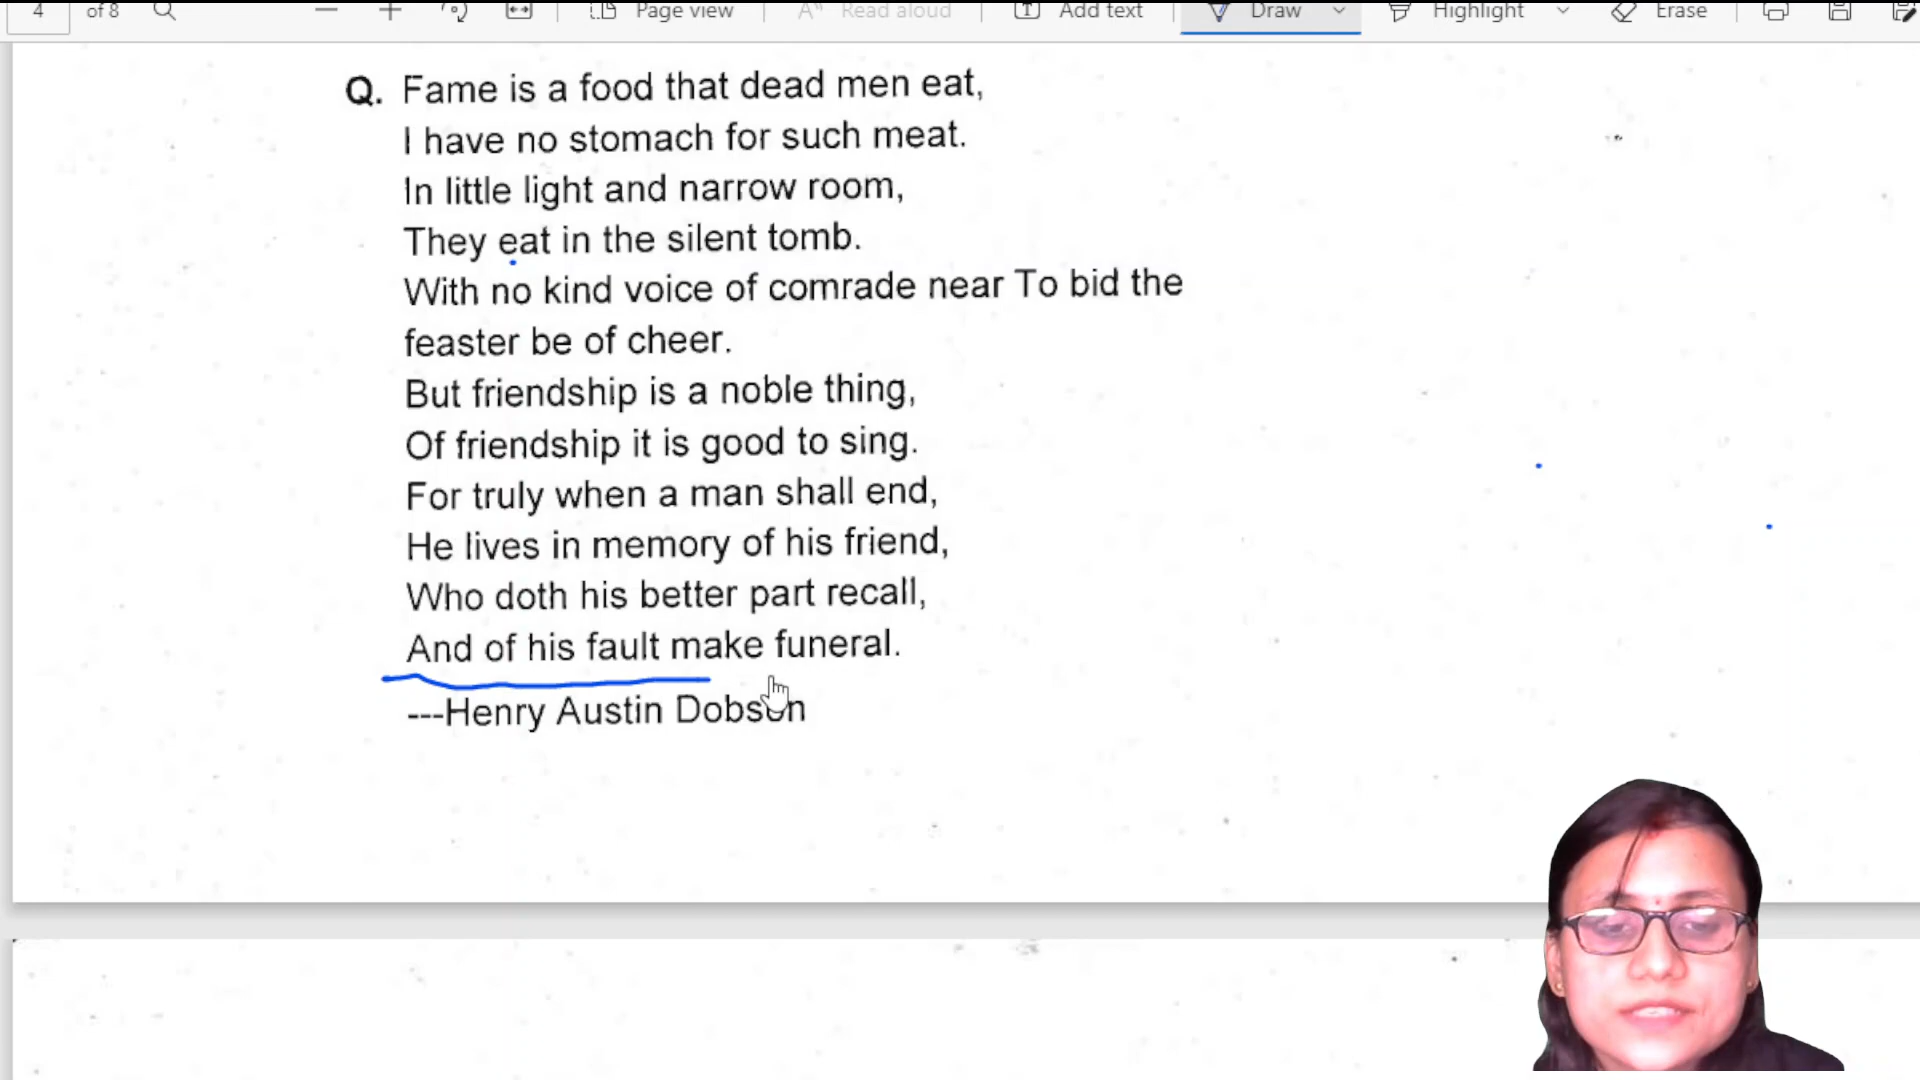 4 of 8 Page view Read aloud Add text Draw Highlight Erase
Q. Fame is a food that dead men eat,
I have no stomach for such meat.
In little light and narrow room,
They eat in the silent tomb.
With no kind voice of comrade near To bid the
feaster be of cheer.
But friendship is a noble thing,
Of friendship it is good to sing.
For truly when a man shall end,
He lives in memory of his friend,
Who doth his better part recall,
And of his fault make funeral.
---Henry Austin Dobson